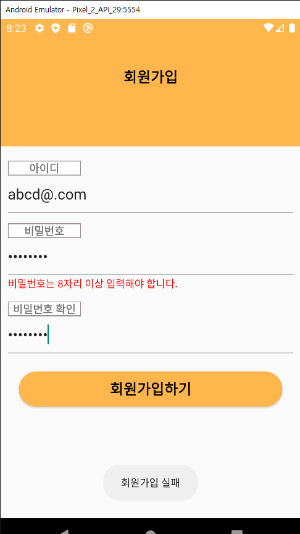 Android Emulator - Pixel_2_API_29:5554
8:23
회원가입
아이디
abcd@.com
비밀번호
••••••••
비밀번호는 8자리 이상 입력해야 합니다.
비밀번호 확인
••••••••
회원가입하기
회원가입 실패